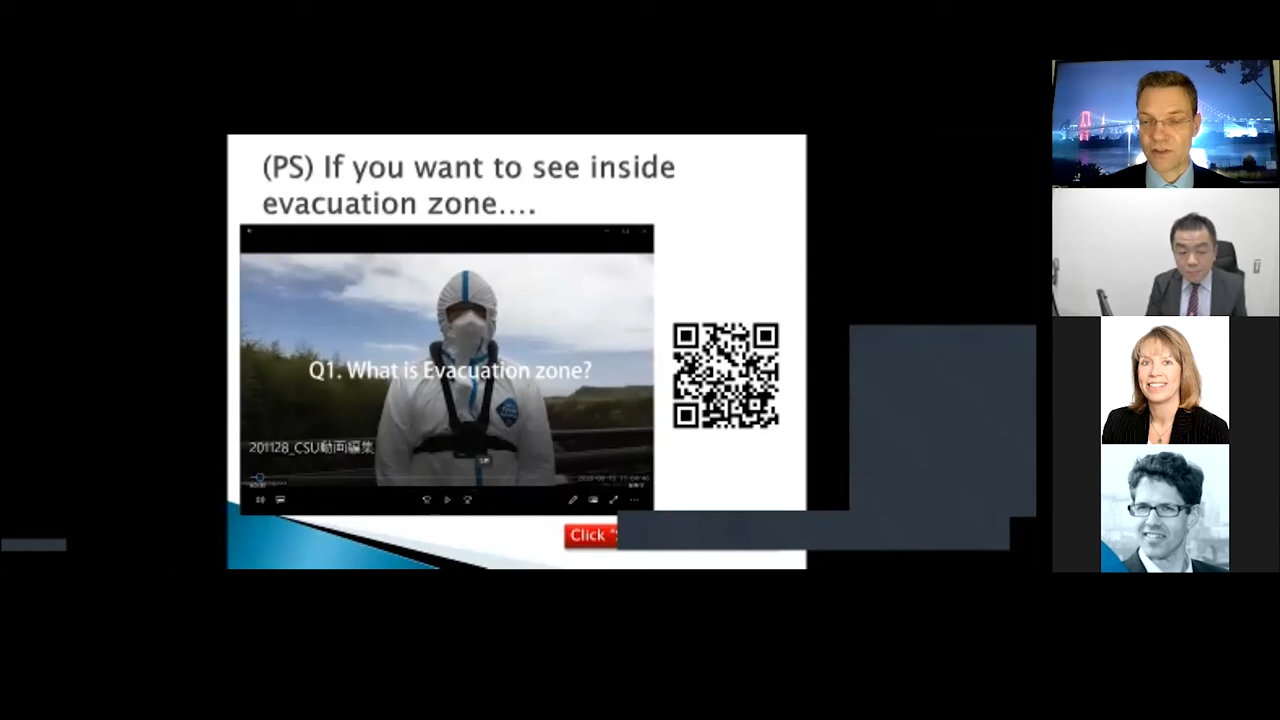 (PS) If you want to see inside
evacuation zone....
Q1. What is Evacuation zone?
201128_CSU動画編集
Click